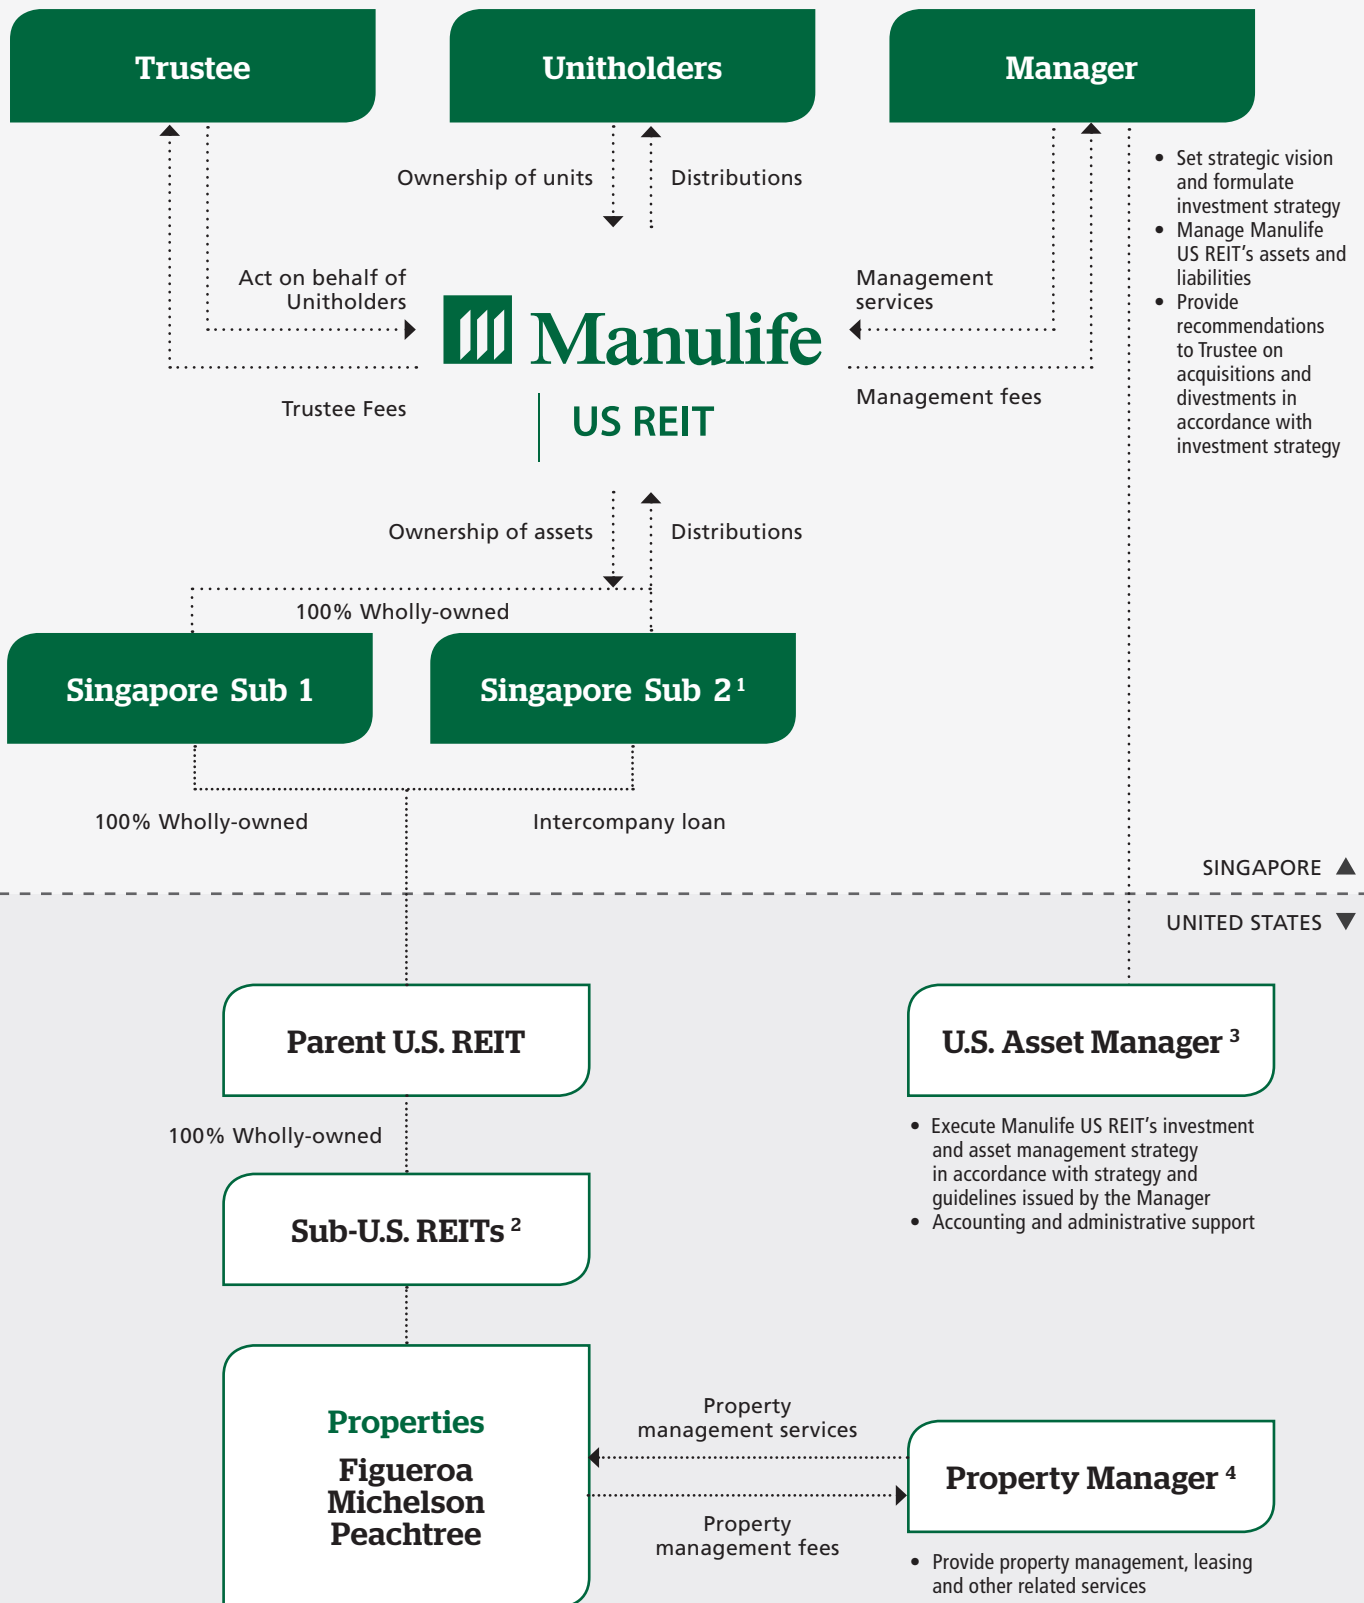 Trustee
Unitholders
Manager
Ownership of units
Distributions
• Set strategic vision
and formulate
investment strategy
• Manage Manulife
US REIT’s assets and
liabilities
• Provide
recommendations
to Trustee on
acquisitions and
divestments in
accordance with
investment strategy
Act on behalf of
Unitholders
Management
services
Manulife
US REIT
Trustee Fees
Management fees
Ownership of assets
Distributions
100% Wholly-owned
Singapore Sub 1
Singapore Sub 2 1
100% Wholly-owned
Intercompany loan
SINGAPORE ▲
UNITED STATES ▼
Parent U.S. REIT
U.S. Asset Manager 3
100% Wholly-owned
• Execute Manulife US REIT’s investment
and asset management strategy
in accordance with strategy and
guidelines issued by the Manager
• Accounting and administrative support
Sub-U.S. REITs 2
Properties
Figueroa
Michelson
Peachtree
Property
management services
Property Manager 4
Property
management fees
• Provide property management, leasing
and other related services